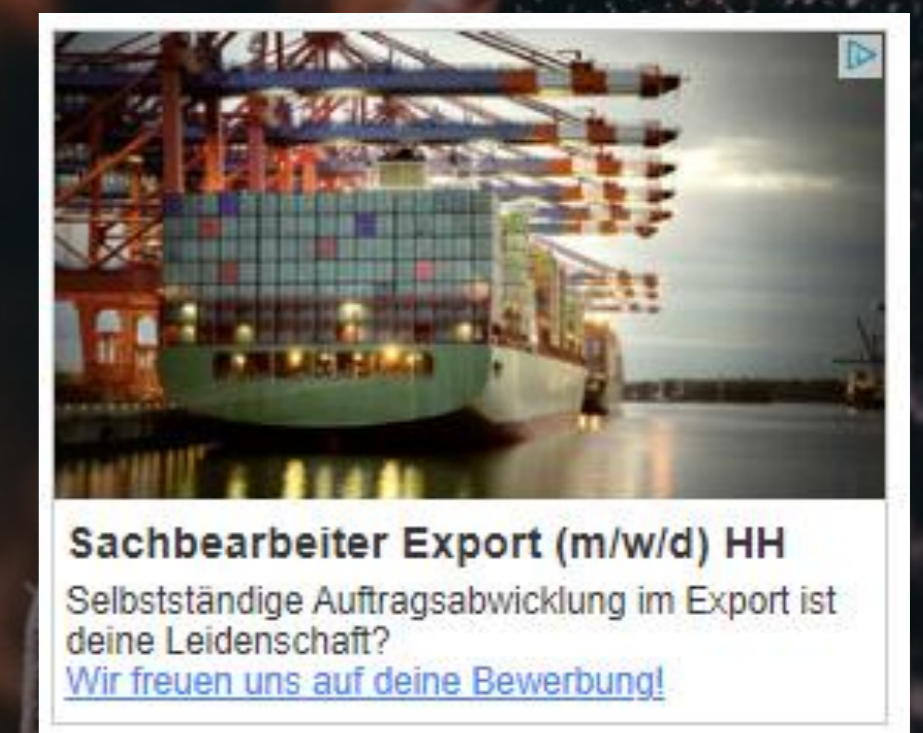 Sachbearbeiter Export (m/w/d) HH
Selbstständige Auftragsabwicklung im Export ist
deine Leidenschaft?
Wir freuen uns auf deine Bewerbung!